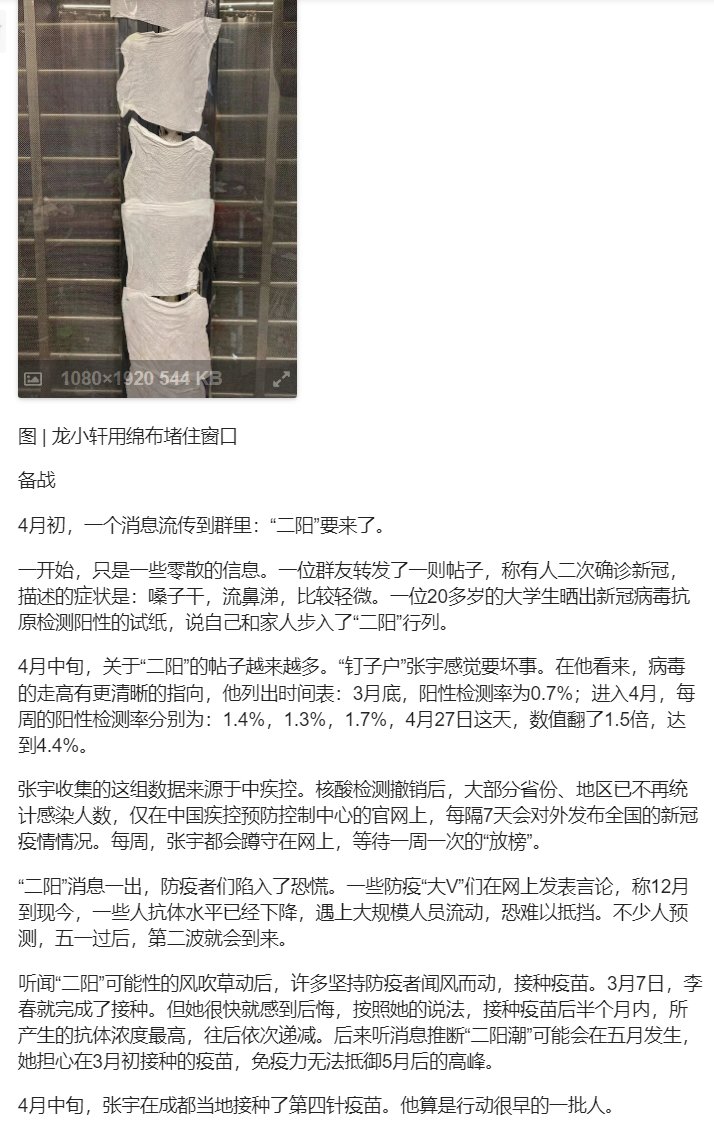 1080×1920 544 KB
图 | 龙小轩用绵布堵住窗口
备战
4月初，一个消息流传到群里：“二阳”要来了。
一开始，只是一些零散的信息。一位群友转发了一则帖子，称有人二次确诊新冠，
描述的症状是：嗓子干，流鼻涕，比较轻微。一位20多岁的大学生晒出新冠病毒抗
原检测阳性的试纸，说自己和家人步入了“二阳”行列。
4月中旬，关于“二阳”的帖子越来越多。“钉子户”张宇感觉要坏事。在他看来，病毒
的走高有更清晰的指向，他列出时间表：3月底，阳性检测率为0.7%；进入4月，每
周的阳性检测率分别为：1.4%，1.3%，1.7%，4月27日这天，数值翻了1.5倍，达
到4.4%。
张宇收集的这组数据来源于中疾控。核酸检测撤销后，大部分省份、地区已不再统
计感染人数，仅在中国疾控预防控制中心的官网上，每隔7天会对外发布全国的新冠
疫情情况。每周，张宇都会蹲守在网上，等待一周一次的“放榜”。
“二阳”消息一出，防疫者们陷入了恐慌。一些防疫“大V”们在网上发表言论，称12月
到现今，一些人抗体水平已经下降，遇上大规模人员流动，恐难以抵挡。不少人预
测，五一过后，第二波就会到来。
听闻“二阳”可能性的风吹草动后，许多坚持防疫者闻风而动，接种疫苗。3月7日，李
春就完成了接种。但她很快就感到后悔，按照她的说法，接种疫苗后半个月内，所
产生的抗体浓度最高，往后依次递减。后来听消息推断“二阳潮”可能会在五月发生，
她担心在3月初接种的疫苗，免疫力无法抵御5月后的高峰。
4月中旬，张宇在成都当地接种了第四针疫苗。他算是行动很早的一批人。